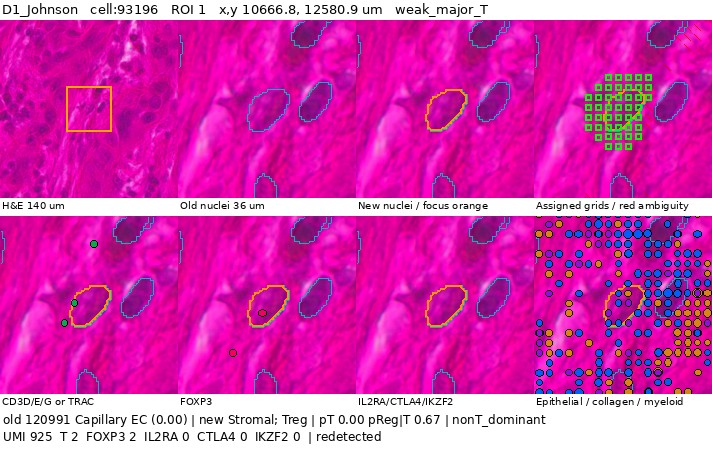 D1_Johnson   cell:93196   ROI 1   x,y 10666.8, 12580.9 um   weak_major_T
H&E 140 um   Old nuclei 36 um   New nuclei / focus orange   Assigned grids / red ambiguity
CD3D/E/G or TRAC   FOXP3   IL2RA/CTLA4/IKZF2   Epithelial / collagen / myeloid
old 120991 Capillary EC (0.00) | new Stromal; Treg | pT 0.00 pReg|T 0.67 | nonT_dominant
UMI 925  T 2  FOXP3 2  IL2RA 0  CTLA4 0  IKZF2 0  | redetected